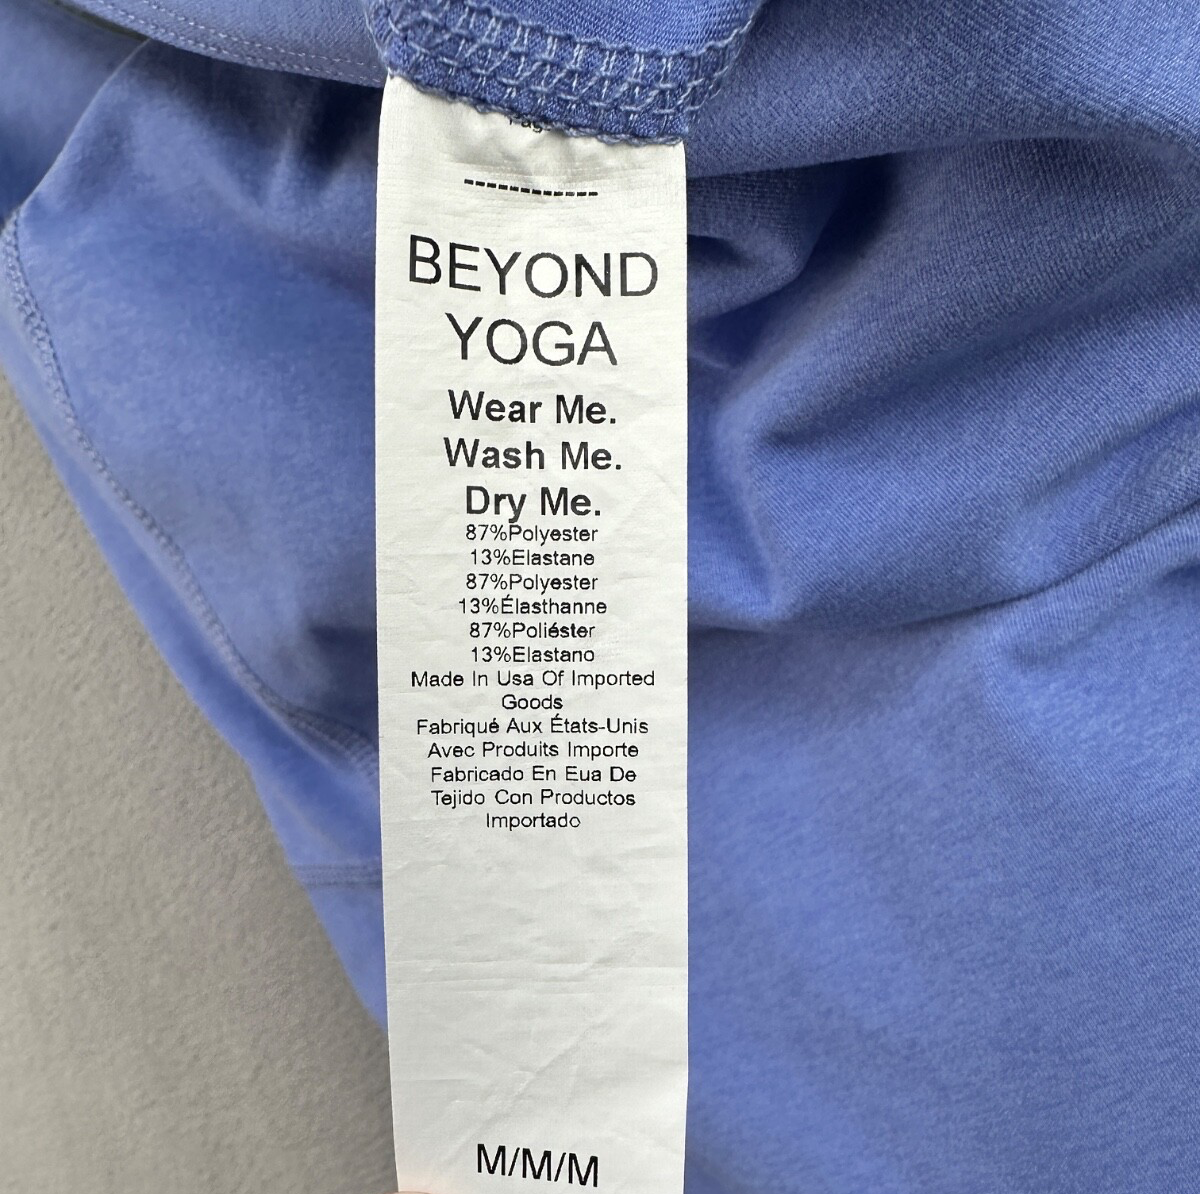 BEYOND
YOGA
Wear Me.
Wash Me.
Dry Me.
87%Polyester
13%Elastane
87%Polyester
13%Élasthanne
87%Poliéster
13%Elastano
Made In Usa Of Imported
Goods
Fabriqué Aux États-Unis
Avec Produits Importe
Fabricado En Eua De
Tejido Con Productos
Importado
M/M/M